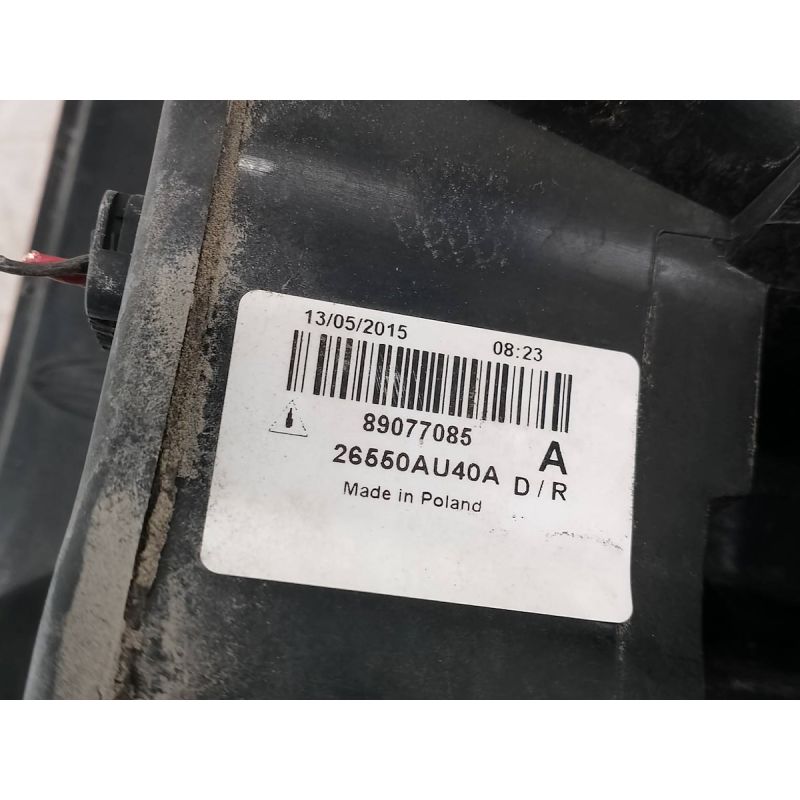 13/05/2015 08:23
89077085 A
26550AU40A D/R
Made in Poland